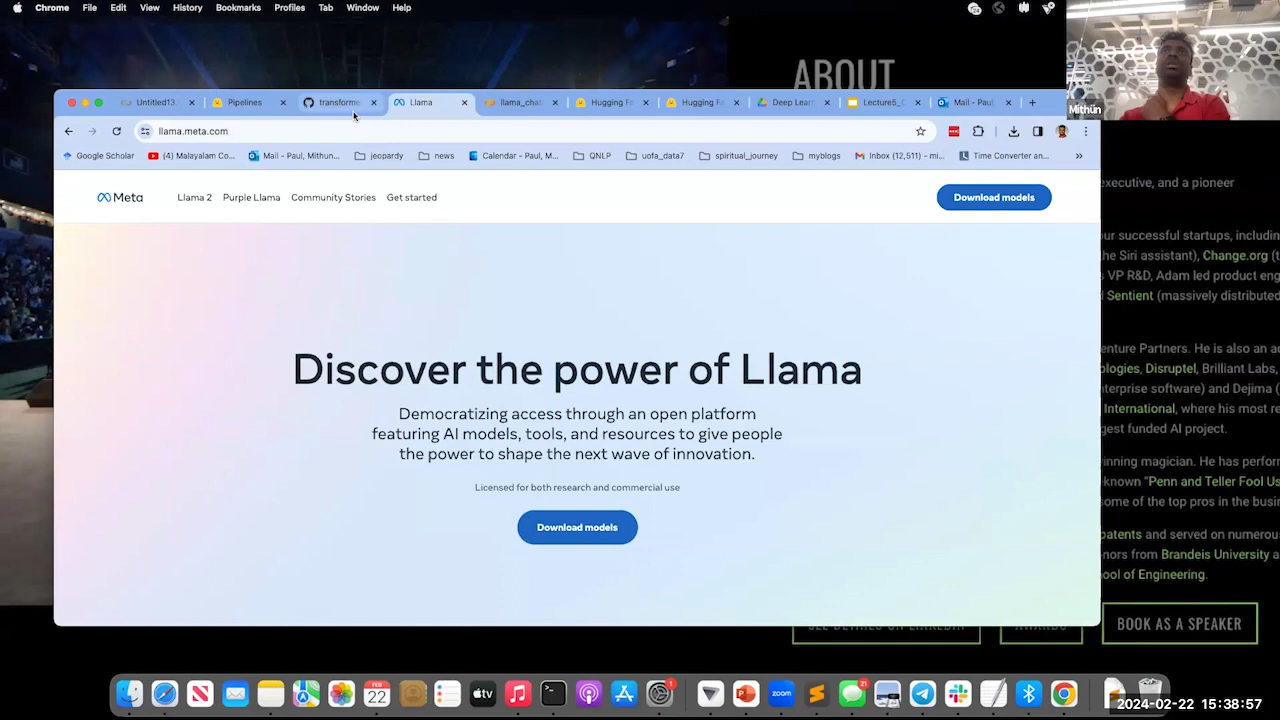 Chrome File Edit View History Bookmarks Profiles Tab Window Help
ABOUT
Mithün
Untitled13. Pipelines transforme Llama llama_cha Hugging Fa Hugging Fa Deep Learn Lecture5_C Mail - Paul,
llama.meta.com
Google Scholar (4) Malayalam Co... Mail - Paul, Mithun... jeopardy news Calendar - Paul, M... QNLP uofa_data7 spiritual_journey myblogs Inbox (12,511) - mi... Time Converter an... »
Meta Llama 2 Purple Llama Community Stories Get started Download models
Discover the power of Llama
Democratizing access through an open platform
featuring AI models, tools, and resources to give people
the power to shape the next wave of innovation.
Licensed for both research and commercial use
Download models
executive, and a pioneer
our successful startups, includin
he Siri assistant), Change.org (t
s VP R&D, Adam led product eng
d Sentient (massively distributed
enture Partners. He is also an ad
ologies, Disruptel, Brilliant Labs,
terprise software) and Dejima (
International, where his most re
gest funded AI project.
inning magician. He has perform
known "Penn and Teller Fool Us
some of the top pros in the busi
patents and served on numerou
nors from Brandeis University a
ool of Engineering.
BOOK AS A SPEAKER
FEB
22
tv
1
zoom
21
2024-02-22 15:38:57